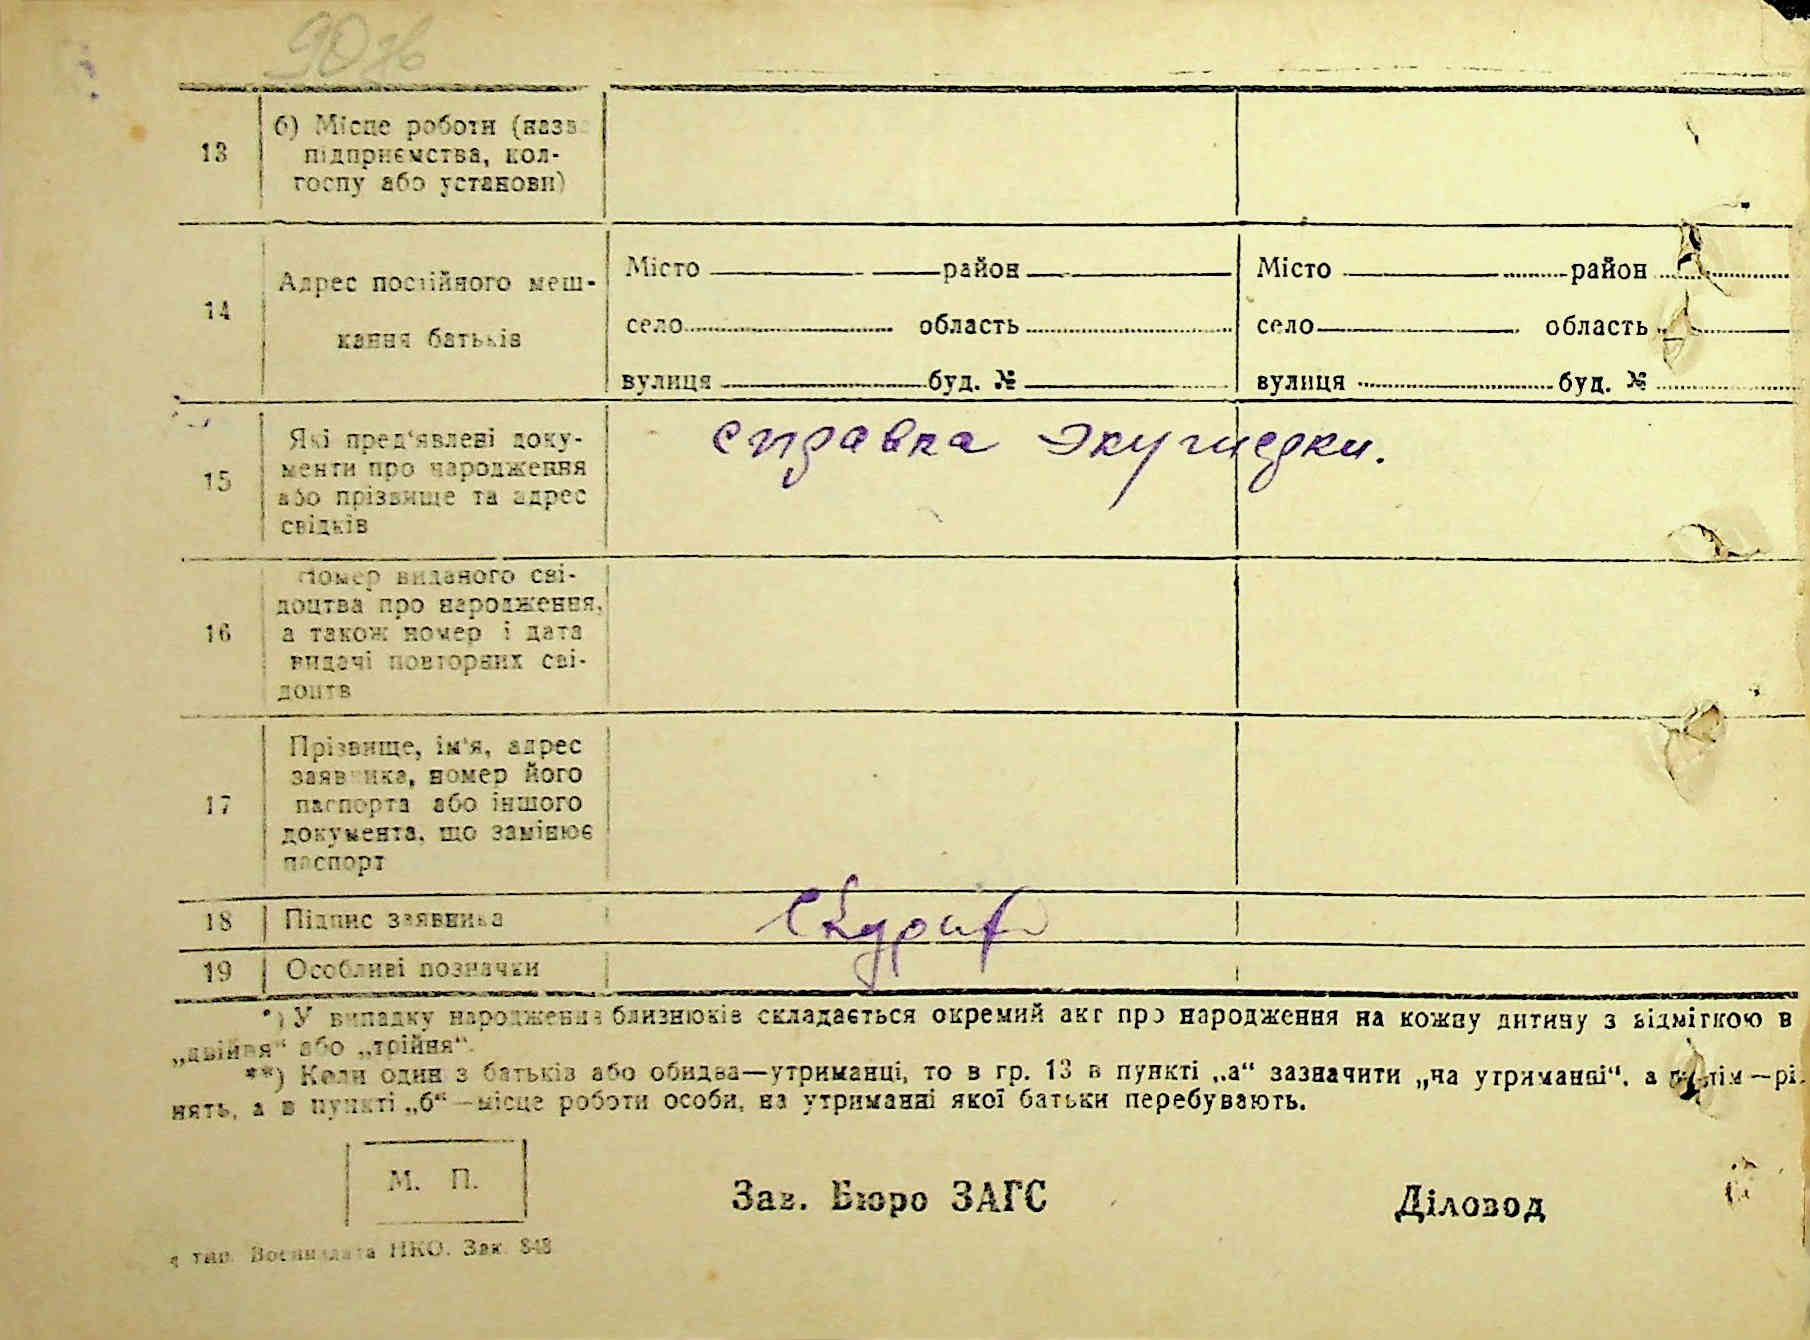 13
б) Місце роботи (назва
підприємства, кол-
госпу або установи)
14
Адрес постійного меш-
кання батьків
Місто район
село область
вулиця буд. №
Місто район
село область
вулиця буд. №
15
Які пред'явлені доку-
менти про народження
або прізвище та адрес
свідків
справка
16
Номер виданого сві-
доцтва про народження,
а також номер і дата
видачі повторних сві-
доцтв
17
Прізвище, ім'я, адрес
заявника, номер його
паспорта або іншого
документа, що замінює
паспорт
18 Підпис заявника
19 Особливі позначки
*) У випадку народження близнюків складається окремий акт про народження на кожну дитину з відміткою в
„двійня“ або „трійня“.
**) Коли один з батьків або обидва—утриманці, то в гр. 13 в пункті „а“ зазначити „на утриманні“, а
нять, а в пункті „б“—місце роботи особи, на утриманні якої батьки перебувають.
М. П.
Зав. Бюро ЗАГС
Діловод
я тип. Воениздата НКО. Зак. 848